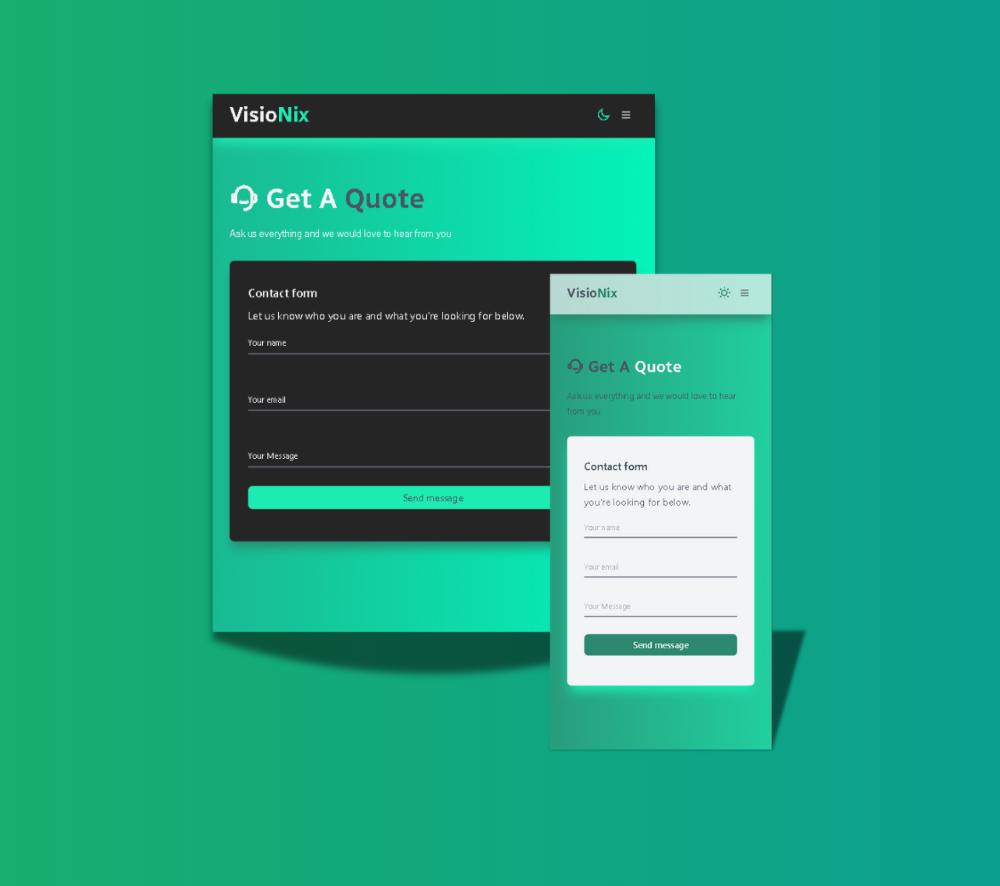 VisioNix
Get A Quote
Ask us everything and we would love to hear from you
Contact form
Let us know who you are and what you're looking for below.
Your name
Your email
Your Message
Send message
VisioNix
Get A Quote
Ask us everything and we would love to hear
from you
Contact form
Let us know who you are and what
you're looking for below.
Your name
Your email
Your Message
Send message